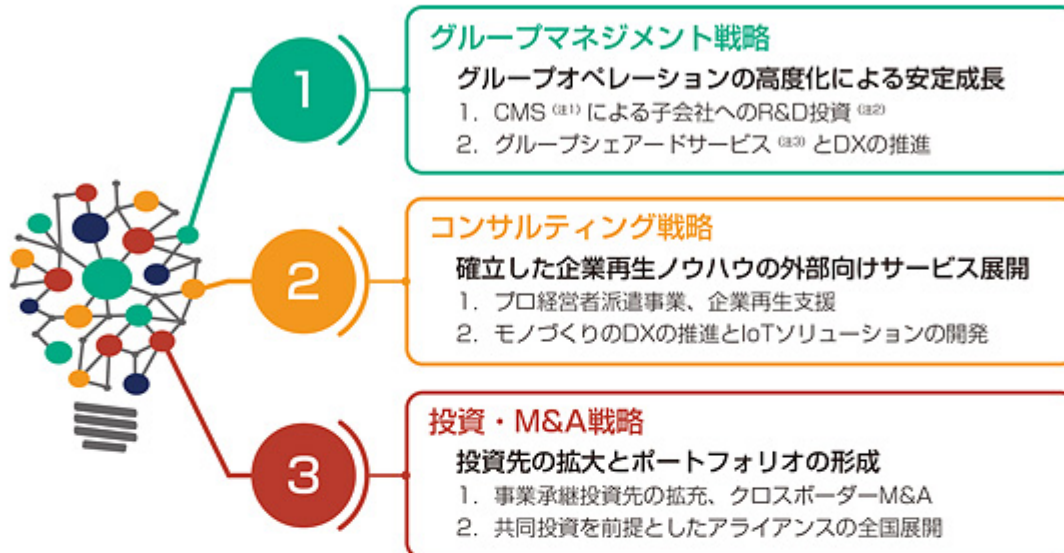 1
グループマネジメント戦略
グループオペレーションの高度化による安定成長
1. CMS (注1) による子会社へのR&D投資 (注2)
2. グループシェアードサービス (注3) とDXの推進
2
コンサルティング戦略
確立した企業再生ノウハウの外部向けサービス展開
1. プロ経営者派遣事業、企業再生支援
2. モノづくりのDXの推進とIoTソリューションの開発
3
投資・M&A戦略
投資先の拡大とポートフォリオの形成
1. 事業承継投資先の拡充、クロスボーダーM&A
2. 共同投資を前提としたアライアンスの全国展開